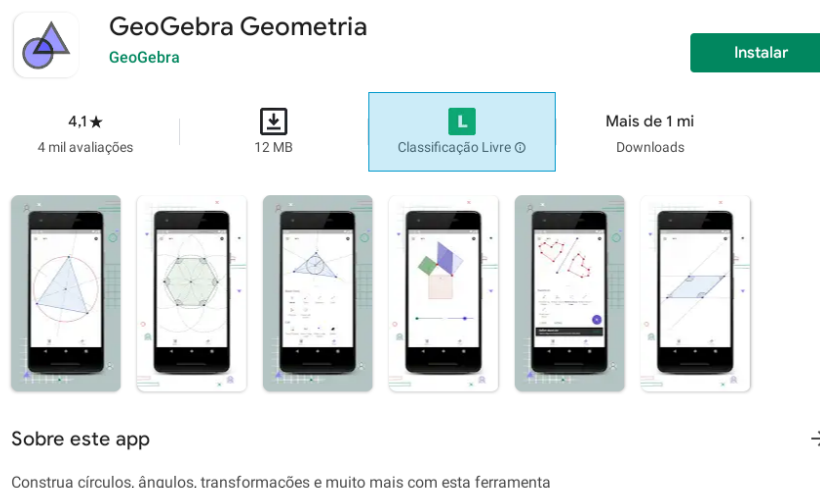 GeoGebra Geometria
GeoGebra
Instalar
4,1★
4 mil avaliações
12 MB
L
Classificação Livre
Mais de 1 mi
Downloads
Sobre este app
Construa círculos, ângulos, transformações e muito mais com esta ferramenta